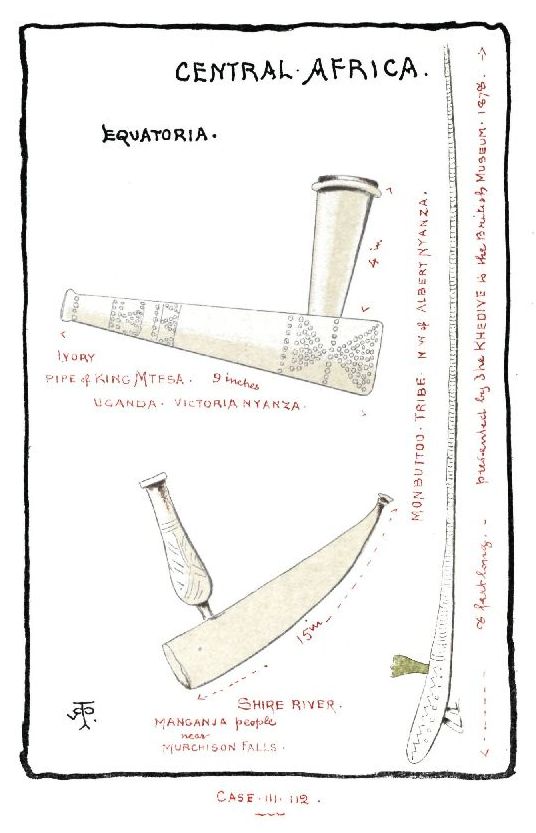 CENTRAL · AFRICA.
EQUATORIA.
4 in.
IVORY
PIPE of KING MTESA. 9 inches
UGANDA. VICTORIA NYANZA.
MONBUTTOO · TRIBE · N W of ALBERT NYANZA.
8 feet long. - presented by the KHEDIVE to the British MUSEUM. 1878.
15 in
SHIRE RIVER.
MANGANJA people
near
MURCHISON FALLS.
CASE · III · 112 .